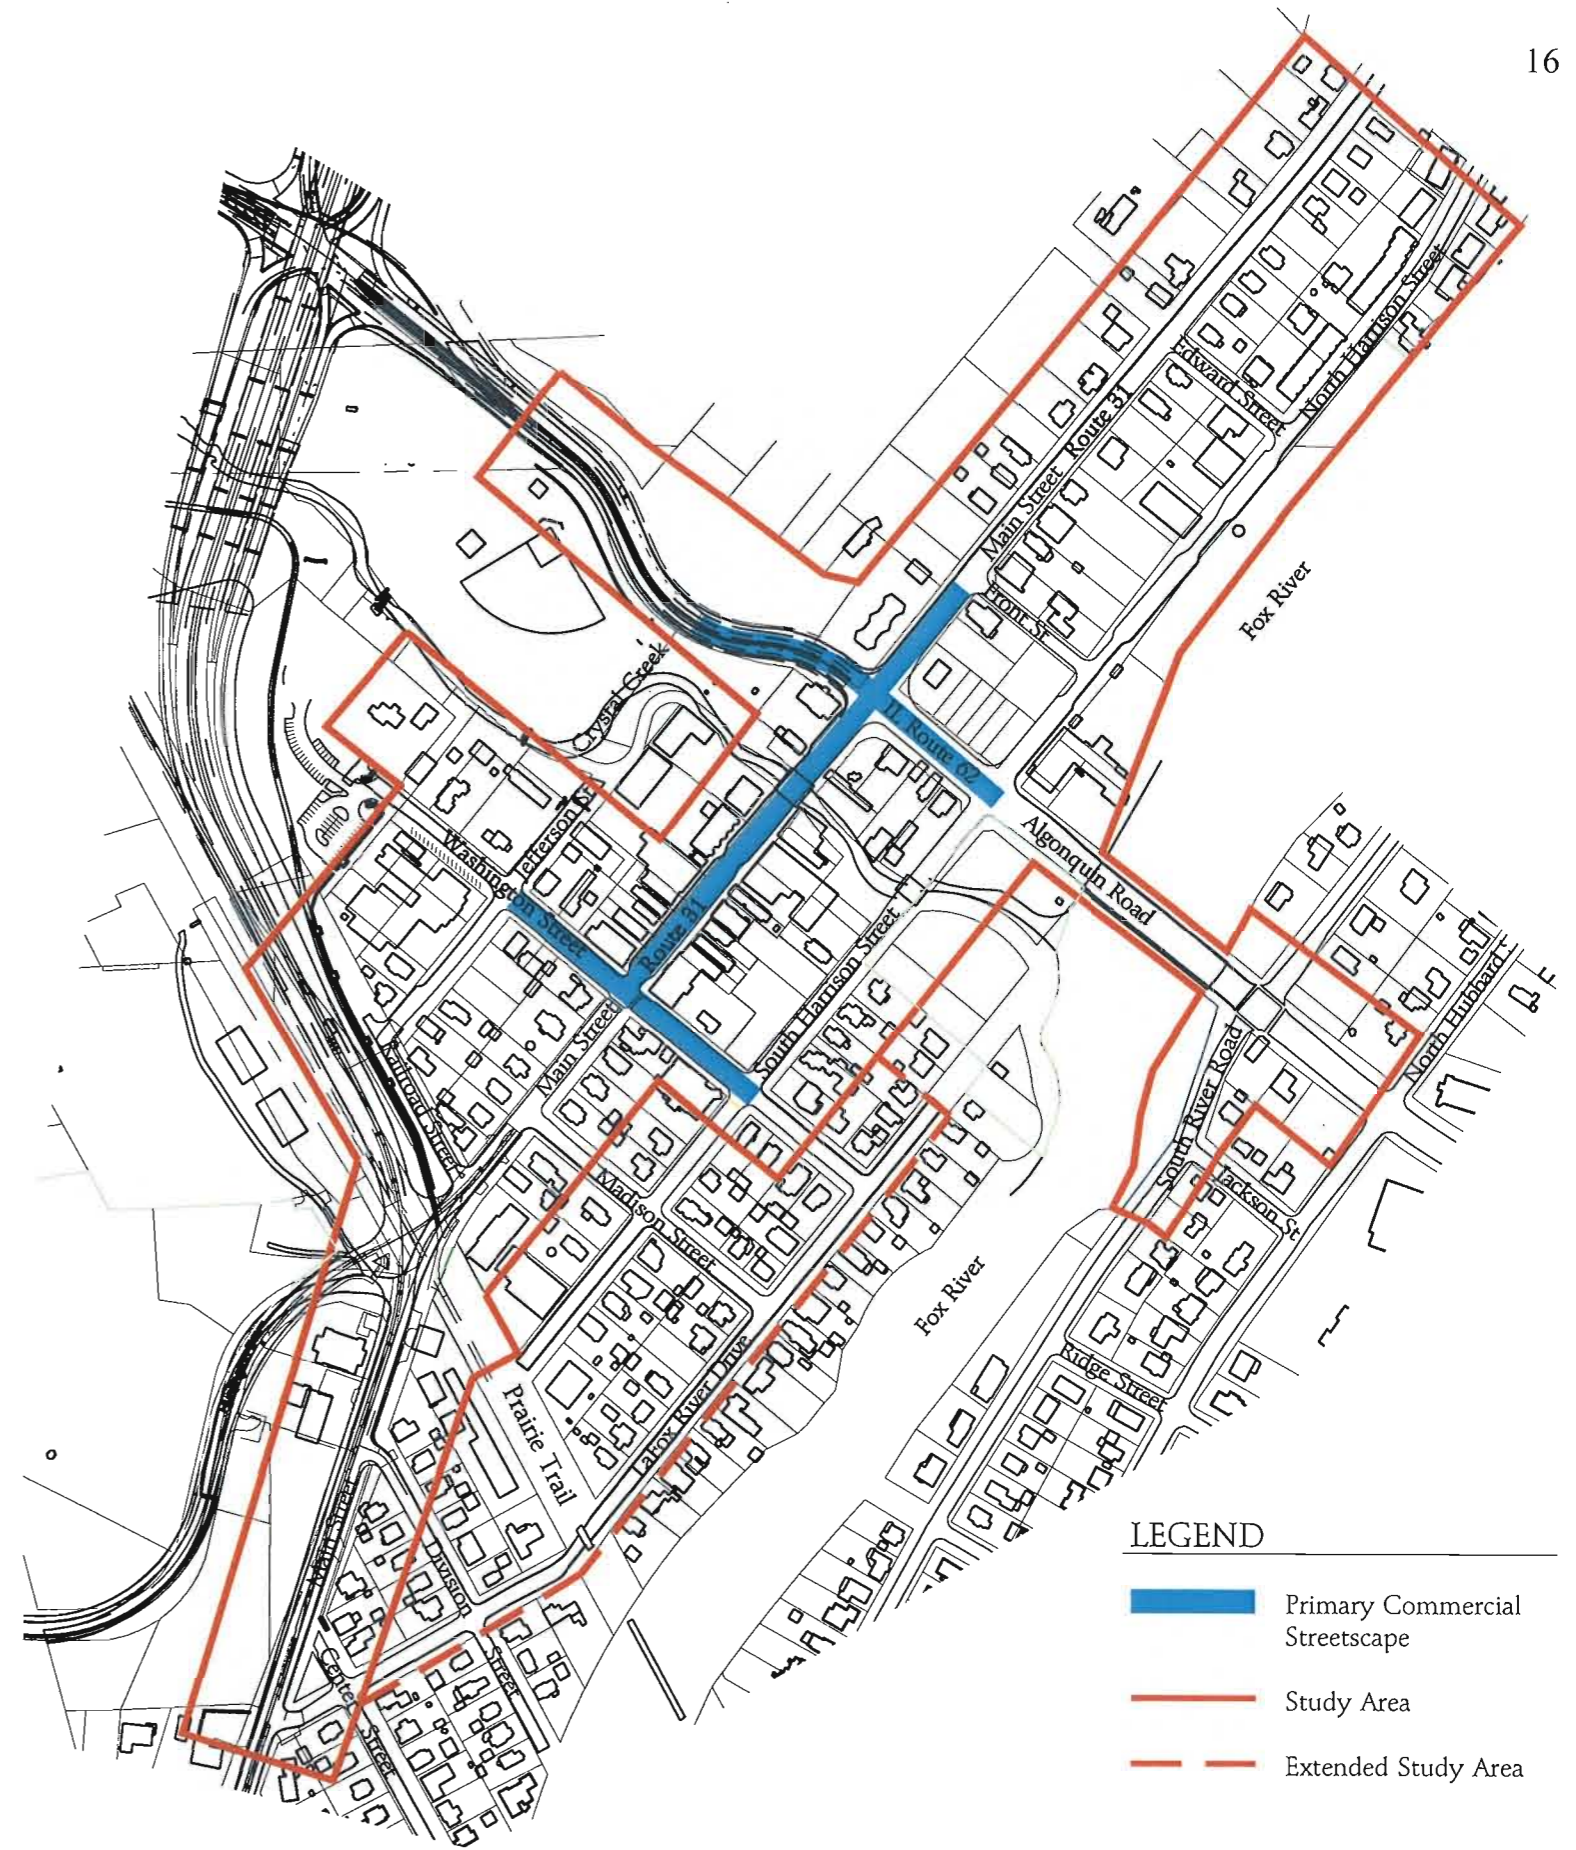 16
North Harrison Street
Edward Street
Main Street Route 31
Front St
Fox River
Crystal Creek
IL Route 62
Jefferson St
Washington Street
Route 31
Algonquin Road
South Harrison Street
North Hubbard
Main Street
Railroad Street
South River Road
Jackson St
Madison Street
Fox River
Ridge Street
LaFox River Drive
Prairie Trail
Main Street
Division
Street
Center
Street
LEGEND
Primary Commercial
Streetscape
Study Area
Extended Study Area